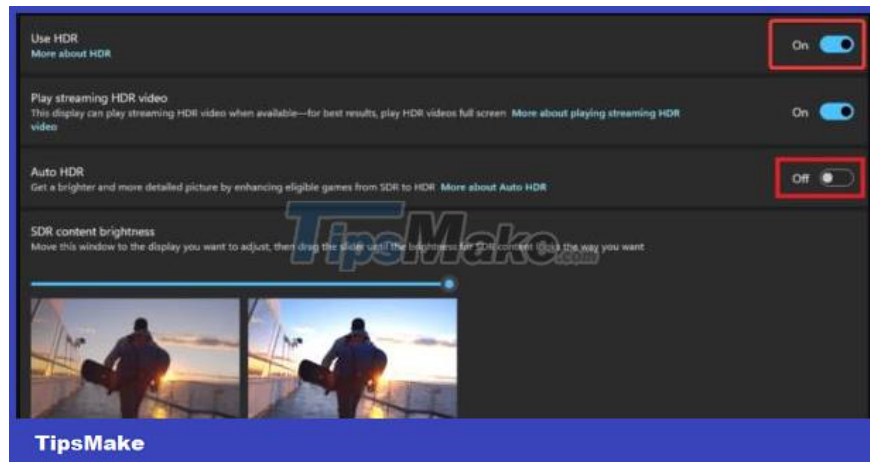 Use HDR
More about HDR
On
Play streaming HDR video
This display can play streaming HDR video when available—for best results, play HDR videos full screen More about playing streaming HDR
video
On
Auto HDR
Get a brighter and more detailed picture by enhancing eligible games from SDR to HDR More about Auto HDR
Off
SDR content brightness
Move this window to the display you want to adjust, then drag the slider until the brightness for SDR content looks the way you want
TipsMake.com
TipsMake